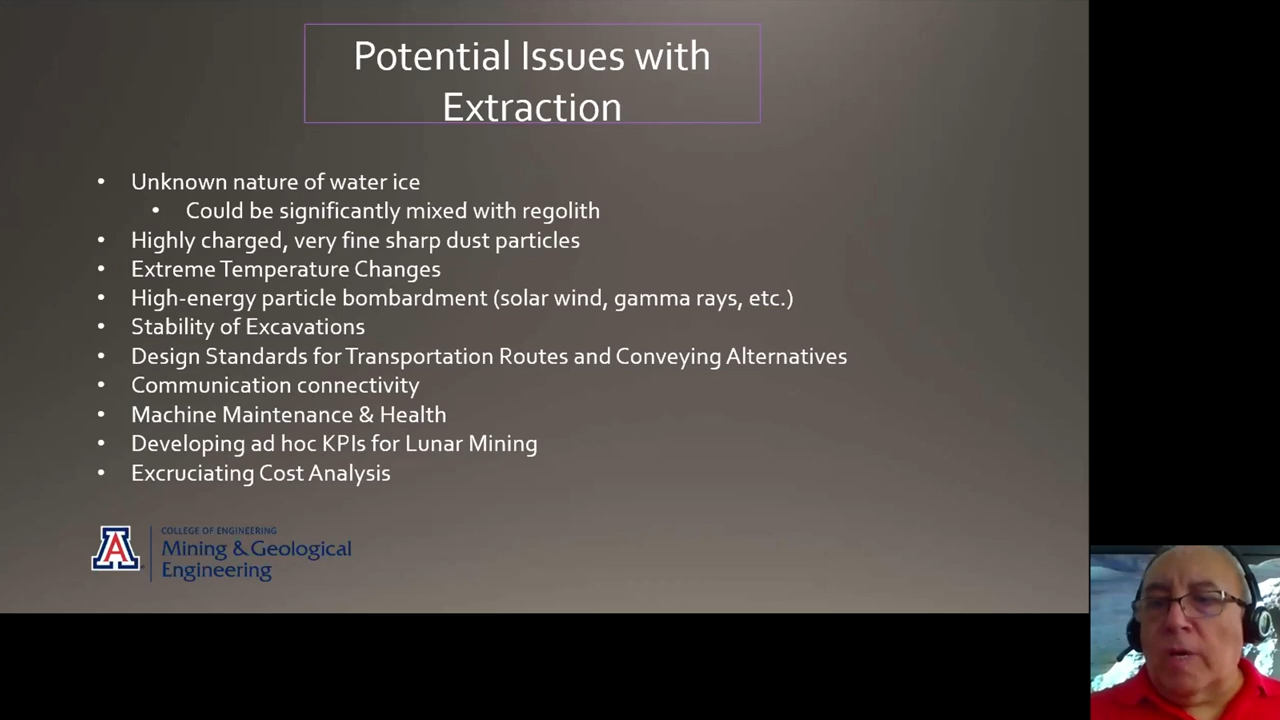 Potential Issues with
Extraction
• Unknown nature of water ice
• Could be significantly mixed with regolith
• Highly charged, very fine sharp dust particles
• Extreme Temperature Changes
• High-energy particle bombardment (solar wind, gamma rays, etc.)
• Stability of Excavations
• Design Standards for Transportation Routes and Conveying Alternatives
• Communication connectivity
• Machine Maintenance & Health
• Developing ad hoc KPIs for Lunar Mining
• Excruciating Cost Analysis
A
COLLEGE OF ENGINEERING
Mining & Geological
Engineering